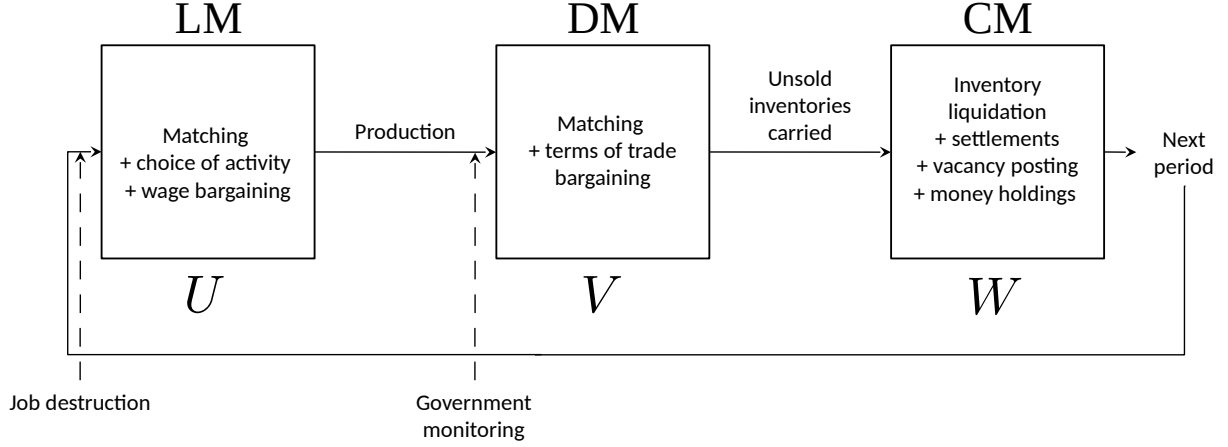 LM
DM
CM
Matching
+ choice of activity
+ wage bargaining
Production
Matching
+ terms of trade
bargaining
Unsold
inventories
carried
Inventory
liquidation
+ settlements
+ vacancy posting
+ money holdings
Next
period
U
V
W
Job destruction
Government
monitoring